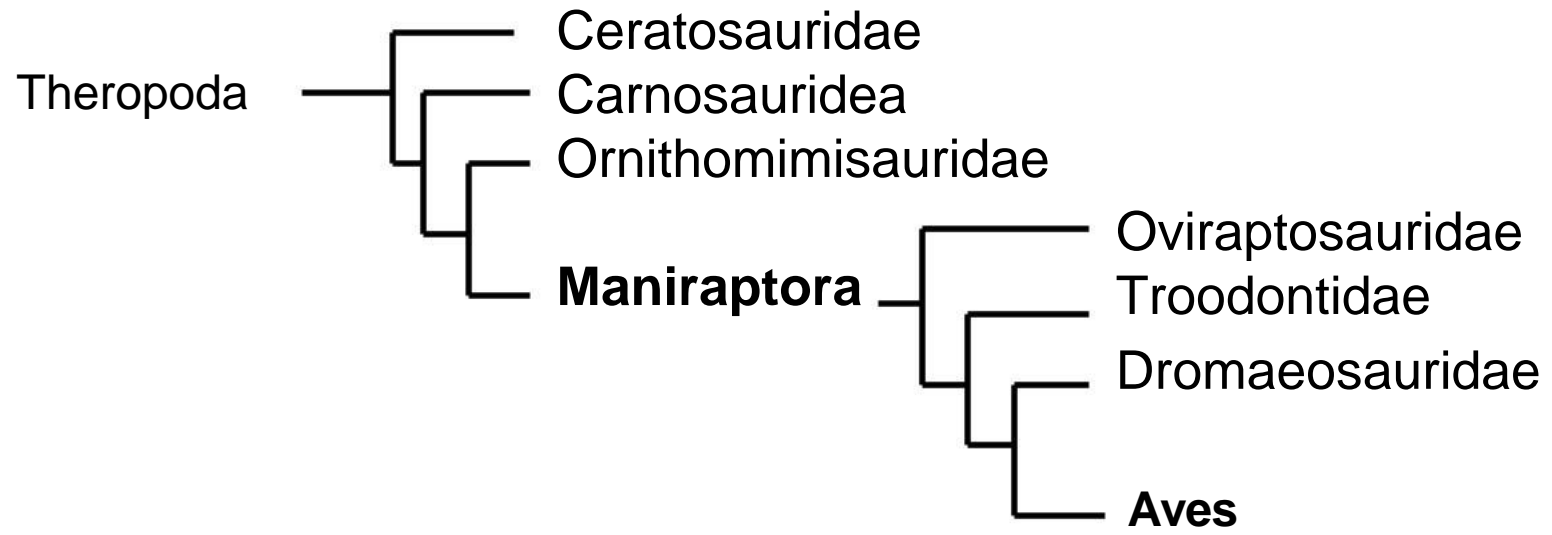 Ceratosauridae
Theropoda
Carnosauridea
Ornithomimisauridae
Maniraptora
Oviraptosauridae
Troodontidae
Dromaeosauridae
Aves